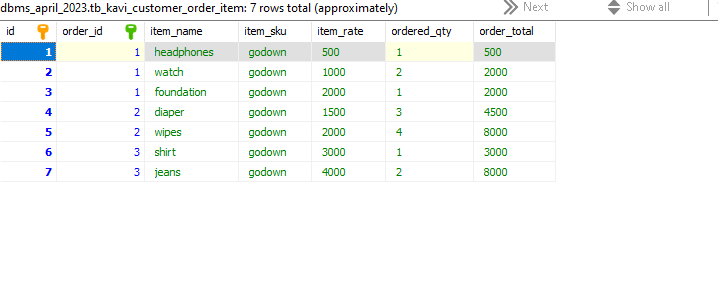 dbms_april_2023.tb_kavi_customer_order_item: 7 rows total (approximately) Next Show all
id order_id item_name item_sku item_rate ordered_qty order_total
1 1 headphones godown 500 1 500
2 1 watch godown 1000 2 2000
3 1 foundation godown 2000 1 2000
4 2 diaper godown 1500 3 4500
5 2 wipes godown 2000 4 8000
6 3 shirt godown 3000 1 3000
7 3 jeans godown 4000 2 8000